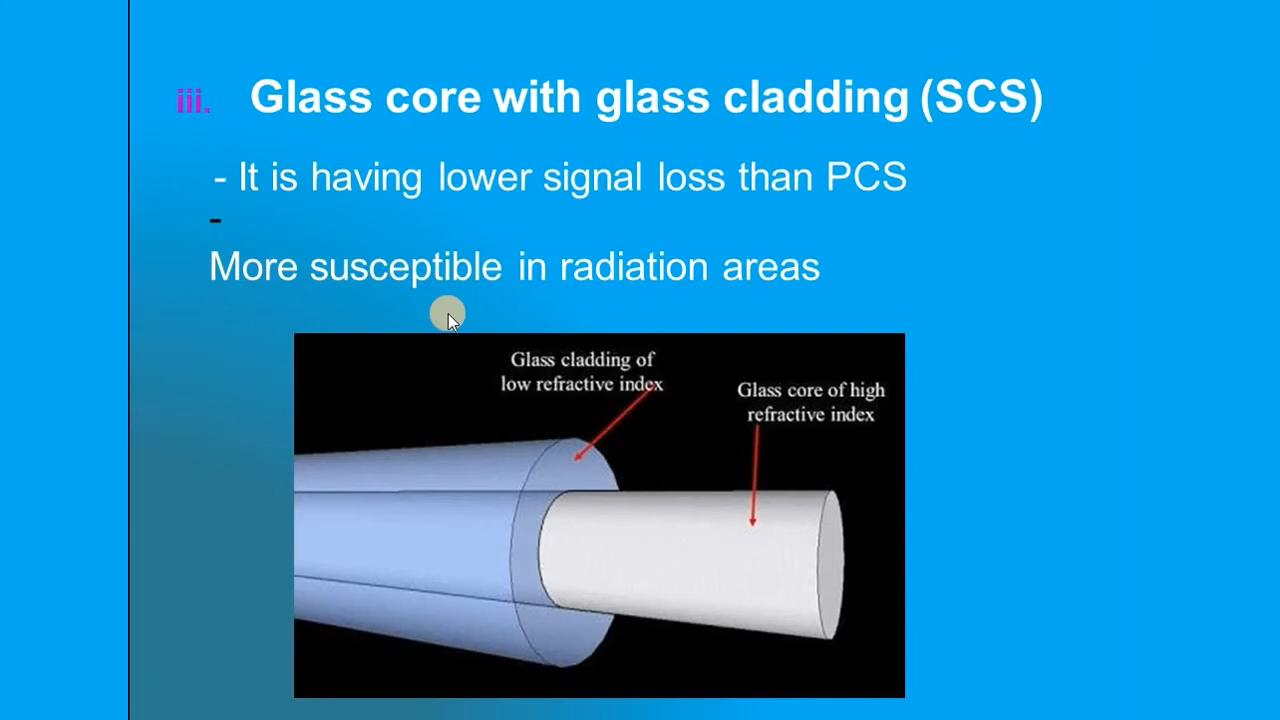 iii. Glass core with glass cladding (SCS)
- It is having lower signal loss than PCS
-
More susceptible in radiation areas
Glass cladding of
low refractive index
Glass core of high
refractive index